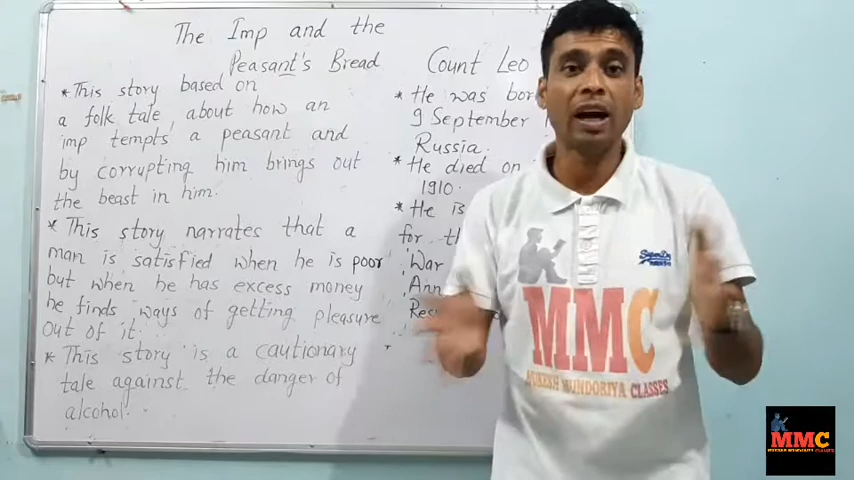 The Imp and the
Peasant's Bread
* This story based on
a folk tale about how an
imp tempts a peasant and
by corrupting him brings out
the beast in him.
* This story narrates that a
man is satisfied when he is poor
but when he has excess money
he finds ways of getting pleasure
out of it.
* This story is a cautionary
tale against the danger of
alcohol.
Count Leo
* He was
9 September
Russia.
* He died on
1910.
* He is
for
War
MMC
MUKESH MUNDORIYA CLASSES
MMC